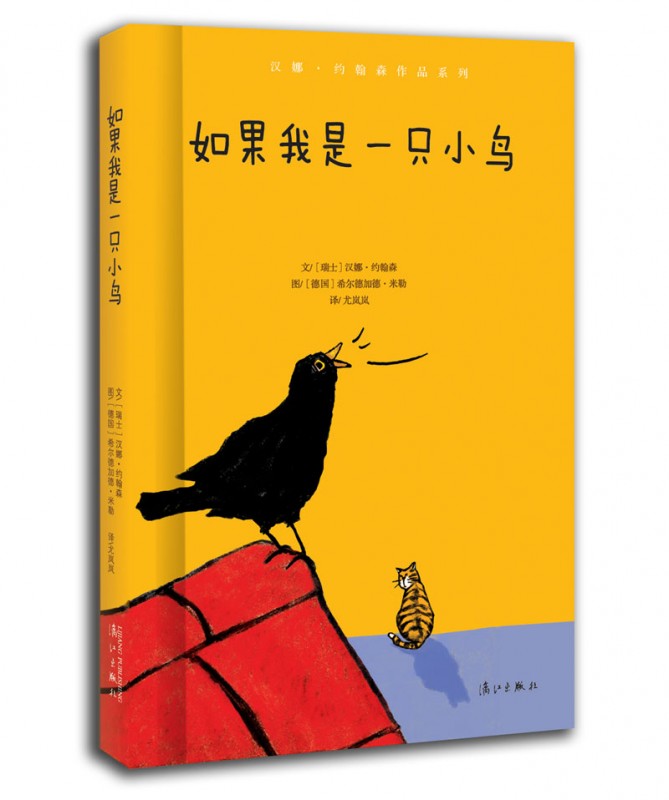 汉娜·约翰森作品系列
如果我是一只小鸟
文/［瑞士］汉娜·约翰森
图/［德国］希尔德加德·米勒
译/尤岚岚
漓江出版社
如果我是一只小鸟
文/［瑞士］汉娜·约翰森
图/［德国］希尔德加德·米勒
译/尤岚岚
LIJIANG PUBLISHING
漓江出版社